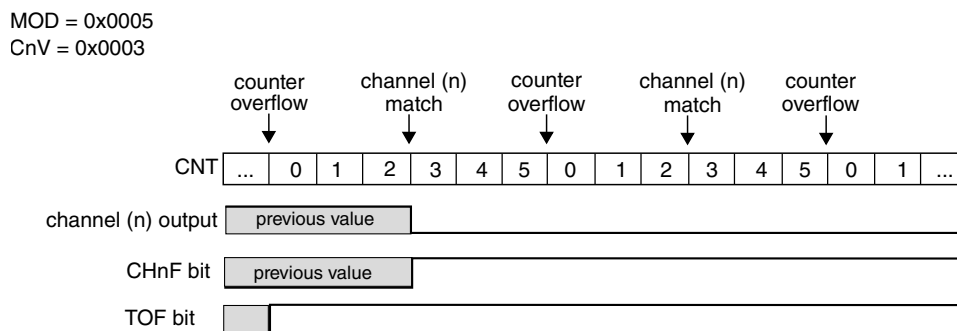 MOD = 0x0005
CnV = 0x0003
counter overflow channel (n) match counter overflow channel (n) match counter overflow
CNT ... 0 1 2 3 4 5 0 1 2 3 4 5 0 1 ...
channel (n) output previous value
CHnF bit previous value
TOF bit